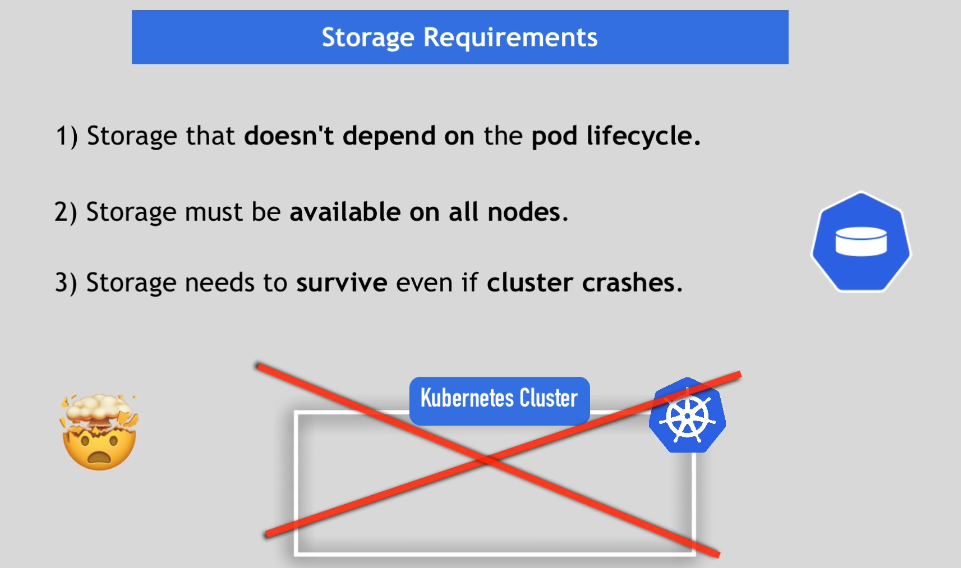 Storage Requirements
1) Storage that doesn't depend on the pod lifecycle.
2) Storage must be available on all nodes.
3) Storage needs to survive even if cluster crashes.
Kubernetes Cluster